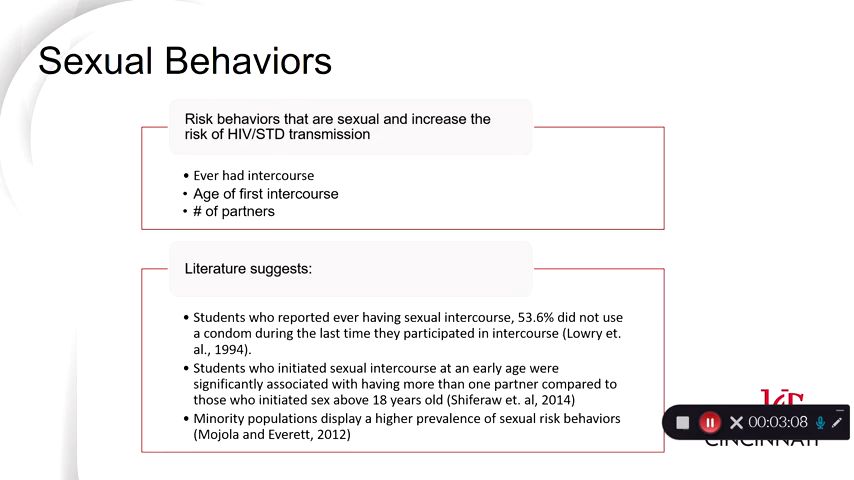 Sexual Behaviors
Risk behaviors that are sexual and increase the
risk of HIV/STD transmission
• Ever had intercourse
• Age of first intercourse
• # of partners
Literature suggests:
• Students who reported ever having sexual intercourse, 53.6% did not use
a condom during the last time they participated in intercourse (Lowry et.
al., 1994).
• Students who initiated sexual intercourse at an early age were
significantly associated with having more than one partner compared to
those who initiated sex above 18 years old (Shiferaw et. al, 2014)
• Minority populations display a higher prevalence of sexual risk behaviors
(Mojola and Everett, 2012)
00:03:08
CINCINNATI